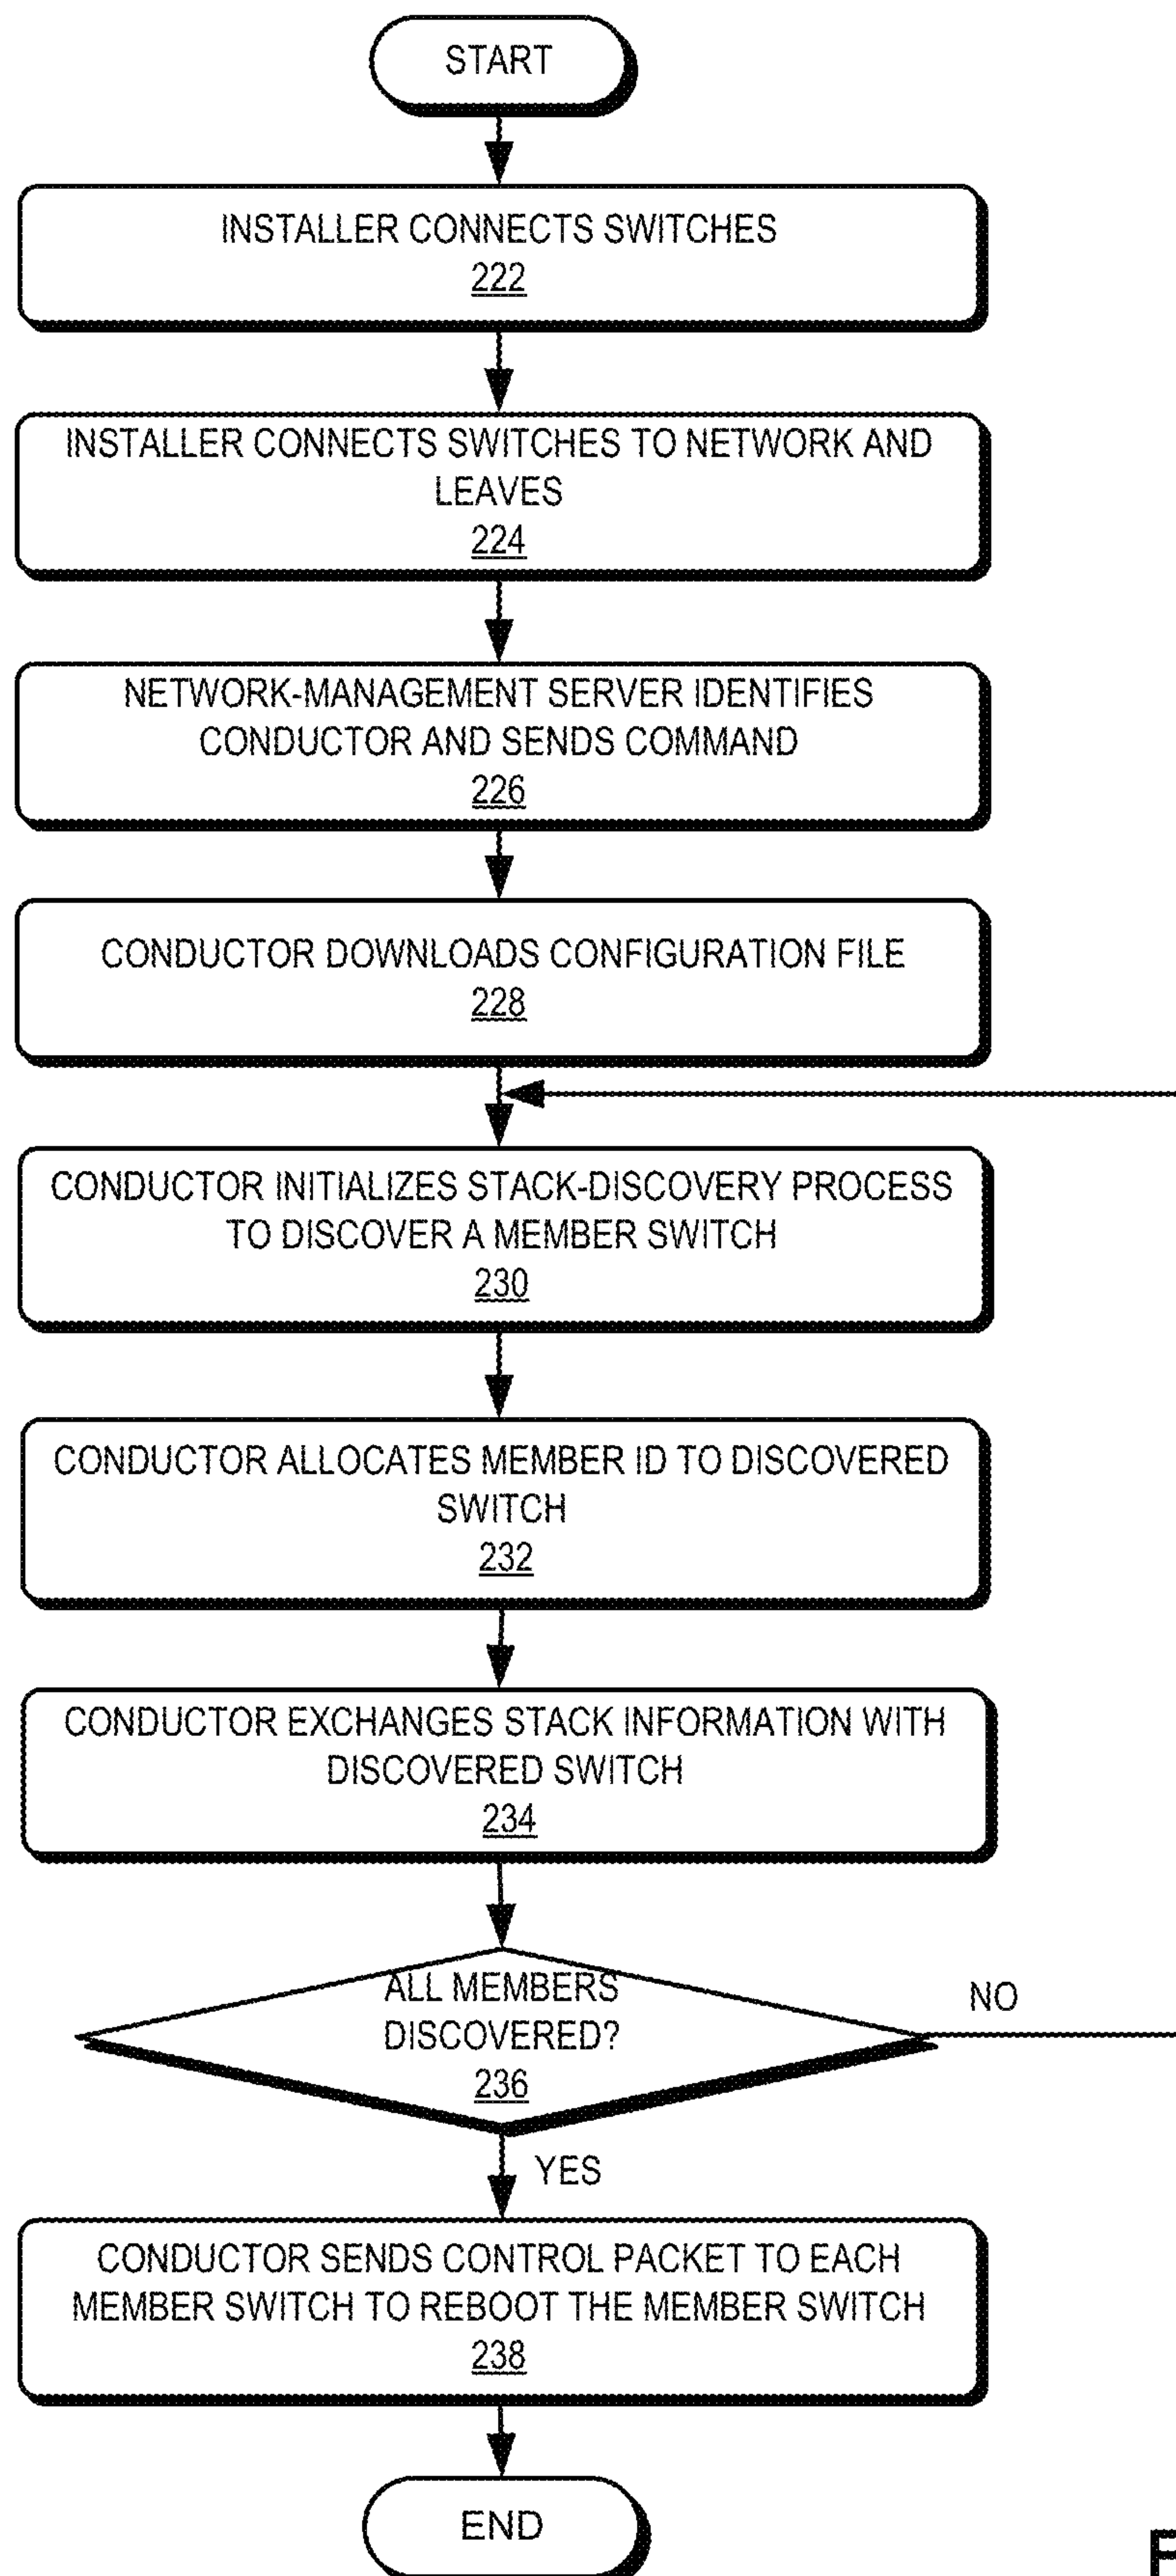 START
INSTALLER CONNECTS SWITCHES
222
INSTALLER CONNECTS SWITCHES TO NETWORK AND
LEAVES
224
NETWORK-MANAGEMENT SERVER IDENTIFIES
CONDUCTOR AND SENDS COMMAND
226
CONDUCTOR DOWNLOADS CONFIGURATION FILE
228
CONDUCTOR INITIALIZES STACK-DISCOVERY PROCESS
TO DISCOVER A MEMBER SWITCH
230
CONDUCTOR ALLOCATES MEMBER ID TO DISCOVERED
SWITCH
232
CONDUCTOR EXCHANGES STACK INFORMATION WITH
DISCOVERED SWITCH
234
ALL MEMBERS
DISCOVERED?
236
NO
YES
CONDUCTOR SENDS CONTROL PACKET TO EACH
MEMBER SWITCH TO REBOOT THE MEMBER SWITCH
238
END